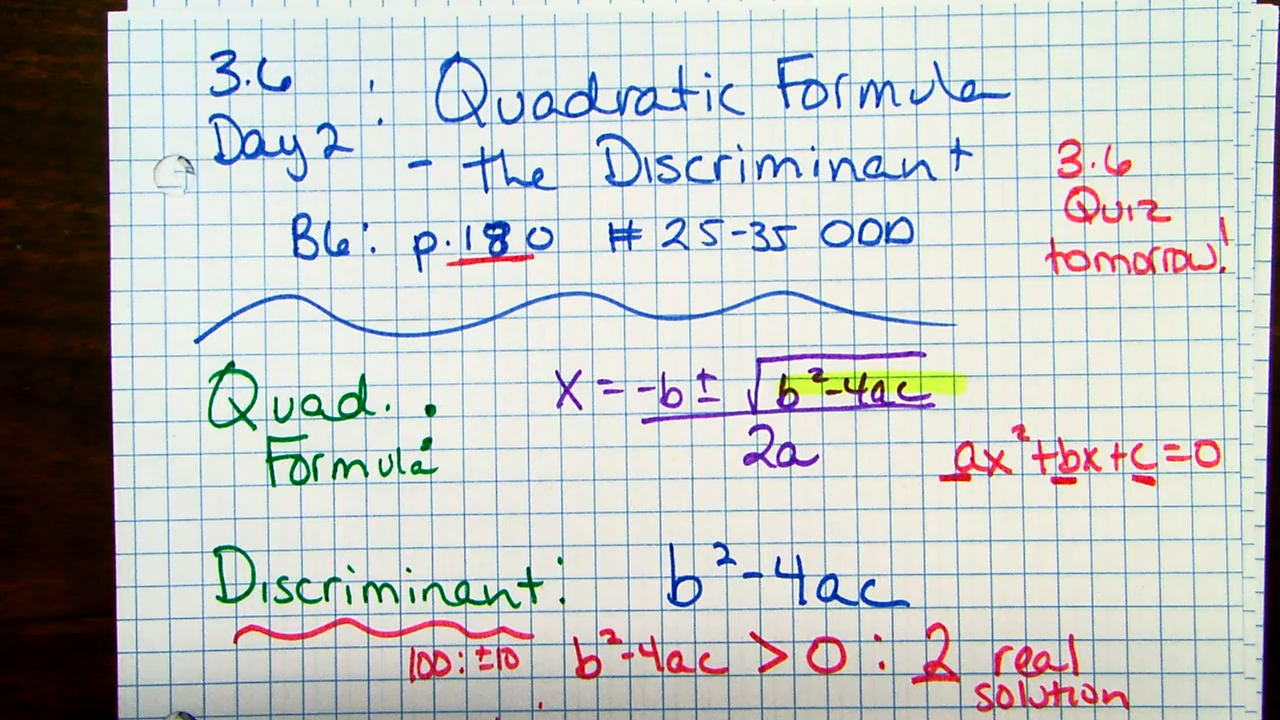 3.6 : Quadratic Formula
Day 2 - the Discriminant
3.6
Quiz
tomorrow!
B6: p.180 # 25-35 ODD
Quad. Formula: x = -b ± √b²-4ac / 2a
ax²+bx+c=0
Discriminant: b²-4ac
100: ±10 b²-4ac > 0 : 2 real
solution